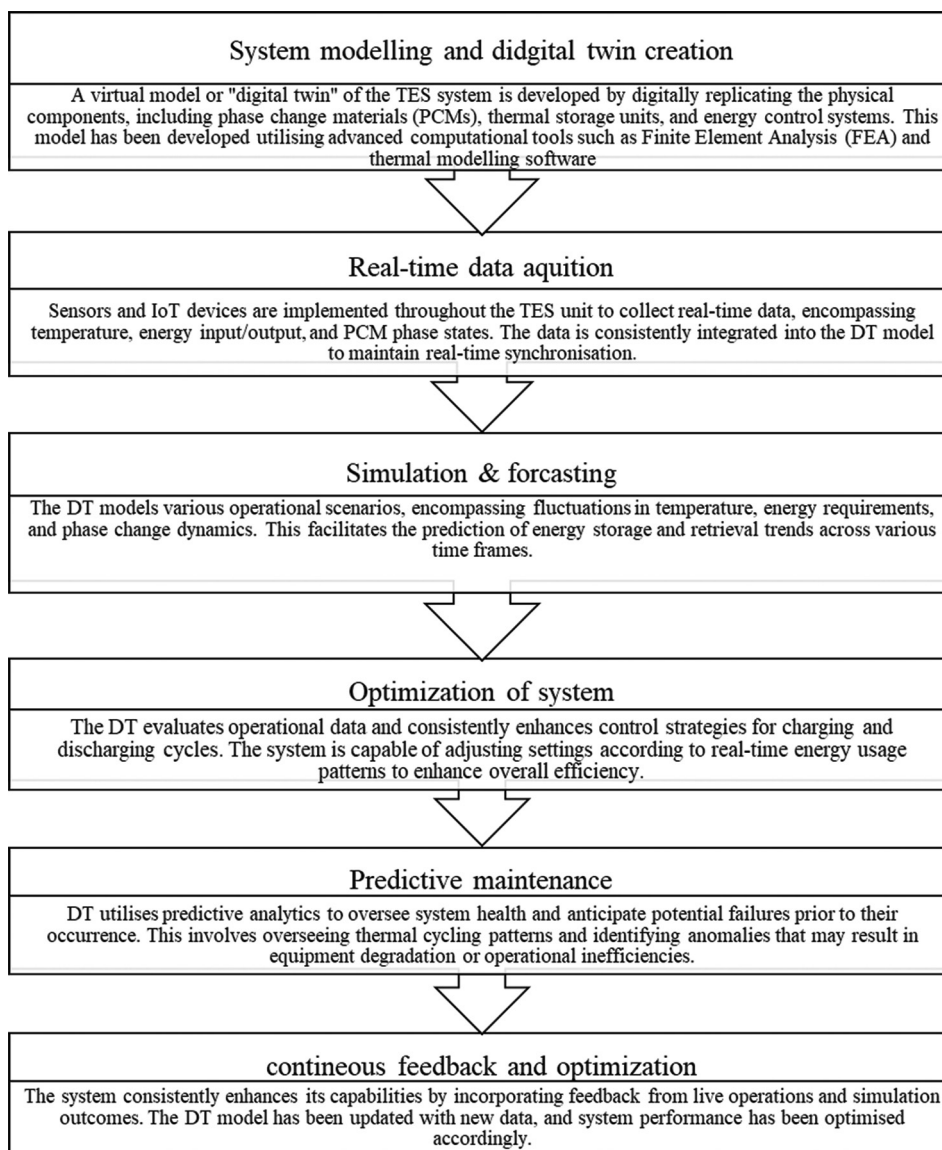 System modelling and didgital twin creation
A virtual model or "digital twin" of the TES system is developed by digitally replicating the physical
components, including phase change materials (PCMs), thermal storage units, and energy control systems. This
model has been developed utilising advanced computational tools such as Finite Element Analysis (FEA) and
thermal modelling software
Real-time data aquition
Sensors and IoT devices are implemented throughout the TES unit to collect real-time data, encompassing
temperature, energy input/output, and PCM phase states. The data is consistently integrated into the DT model
to maintain real-time synchronisation.
Simulation & forcasting
The DT models various operational scenarios, encompassing fluctuations in temperature, energy requirements,
and phase change dynamics. This facilitates the prediction of energy storage and retrieval trends across various
time frames.
Optimization of system
The DT evaluates operational data and consistently enhances control strategies for charging and
discharging cycles. The system is capable of adjusting settings according to real-time energy usage
patterns to enhance overall efficiency.
Predictive maintenance
DT utilises predictive analytics to oversee system health and anticipate potential failures prior to their
occurrence. This involves overseeing thermal cycling patterns and identifying anomalies that may result in
equipment degradation or operational inefficiencies.
contineous feedback and optimization
The system consistently enhances its capabilities by incorporating feedback from live operations and simulation
outcomes. The DT model has been updated with new data, and system performance has been optimised
accordingly.